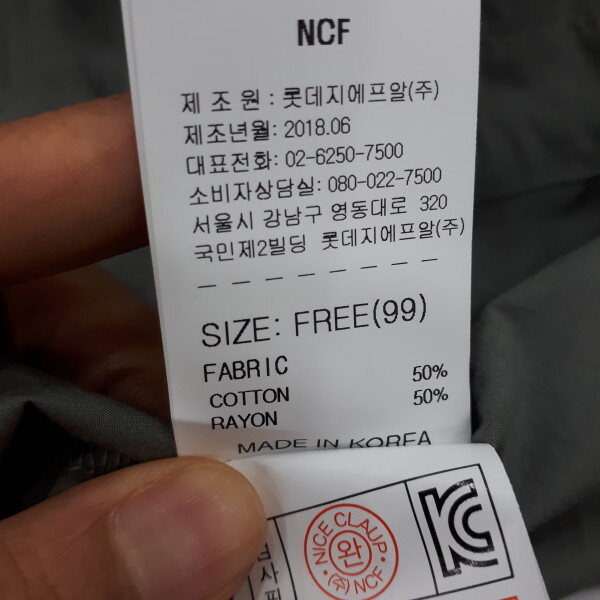 NCF
제 조 원 : 롯데지에프알(주)
제조년월: 2018.06
대표전화: 02-6250-7500
소비자상담실: 080-022-7500
서울시 강남구 영동대로 320
국민제2빌딩 롯데지에프알(주)
SIZE: FREE(99)
FABRIC
COTTON 50%
RAYON 50%
MADE IN KOREA
NICE CLAUP
완
(주)NCF